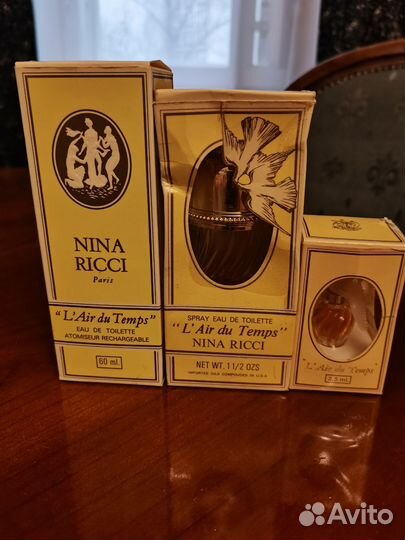 NINA
RICCI
Paris
"L'Air du Temps"
EAU DE TOILETTE
ATOMISEUR RECHARGEABLE
60 ml.
SPRAY EAU DE TOILETTE
"L'Air du Temps"
NINA RICCI
NET WT. 1 1/2 OZS
"L'Air du Temps"
Avito